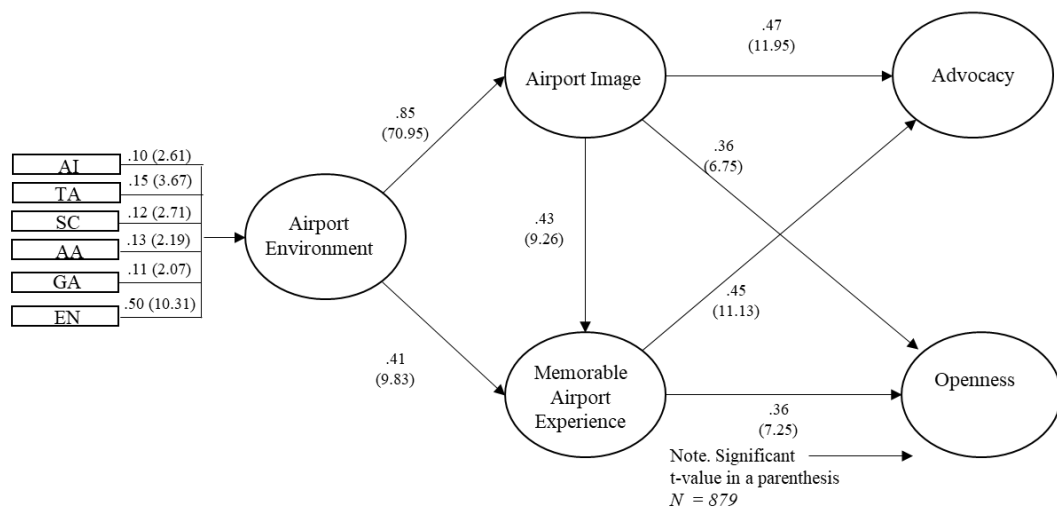 .47
(11.95)
Airport Image
Advocacy
.85
(70.95)
.36
(6.75)
AI
.10 (2.61)
TA
.15 (3.67)
SC
.12 (2.71)
AA
.13 (2.19)
GA
.11 (2.07)
EN
.50 (10.31)
Airport
Environment
.43
(9.26)
.45
(11.13)
.41
(9.83)
Memorable
Airport
Experience
Openness
.36
(7.25)
Note. Significant
t-value in a parenthesis
N = 879